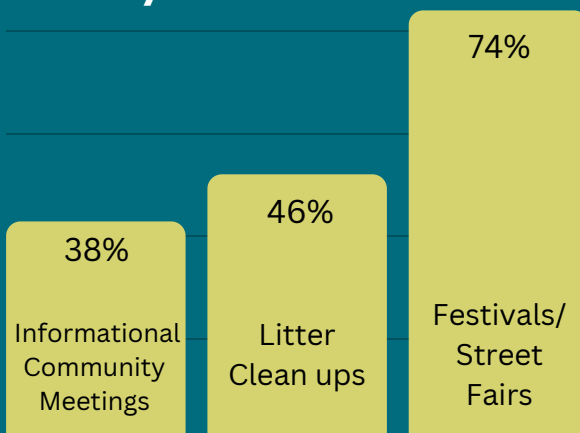 38%
Informational
Community
Meetings
46%
Litter
Clean ups
74%
Festivals/
Street
Fairs